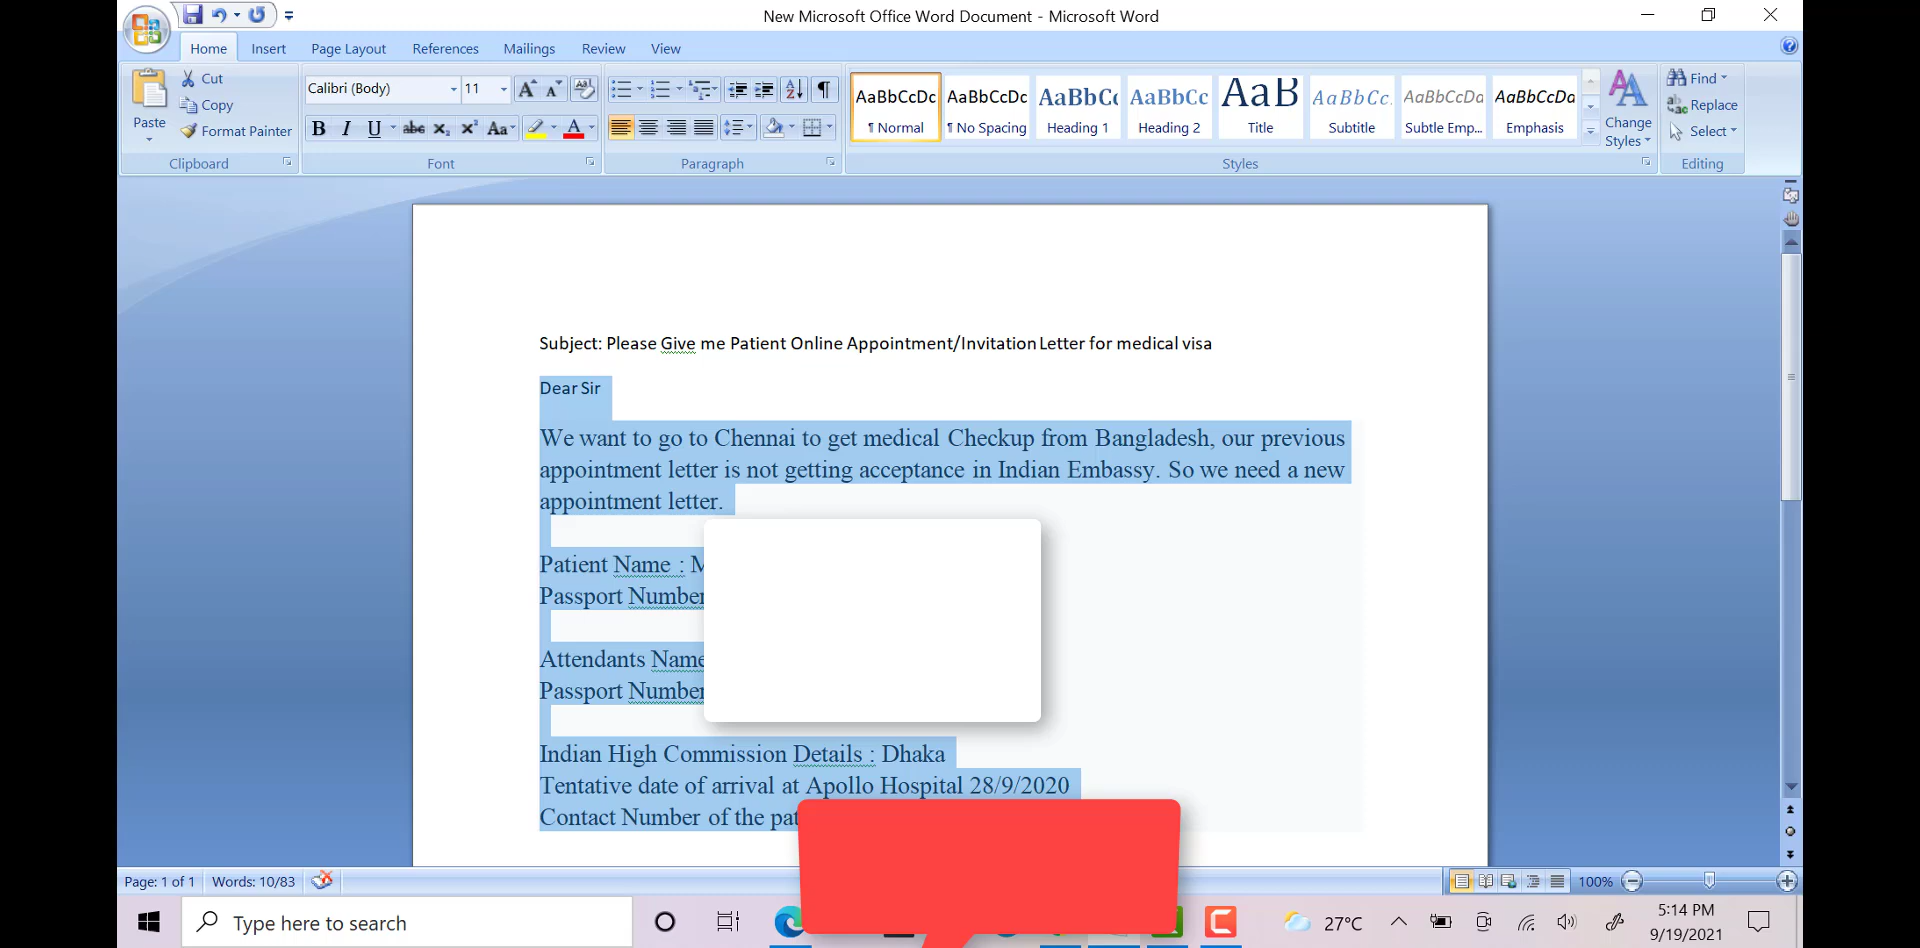 New Microsoft Office Word Document - Microsoft Word
Home Insert Page Layout References Mailings Review View
Paste
Cut
Copy
Format Painter
Clipboard
Calibri (Body) 11
B I U abc x₂ x² Aa
Font
Paragraph
AaBbCcDc AaBbCcDc AaBbCc AaBbCc AaB AaBbCc. AaBbCcDa AaBbCcDa
¶ Normal ¶ No Spacing Heading 1 Heading 2 Title Subtitle Subtle Emp... Emphasis
Change
Styles
Styles
Find
Replace
Select
Editing
Subject: Please Give me Patient Online Appointment/Invitation Letter for medical visa
Dear Sir
We want to go to Chennai to get medical Checkup from Bangladesh, our previous
appointment letter is not getting acceptance in Indian Embassy. So we need a new
appointment letter.
Patient Name : M
Passport Number
Attendants Name
Passport Number
Indian High Commission Details : Dhaka
Tentative date of arrival at Apollo Hospital 28/9/2020
Contact Number of the pat
Page: 1 of 1 Words: 10/83 100%
Type here to search
27°C
5:14 PM
9/19/2021